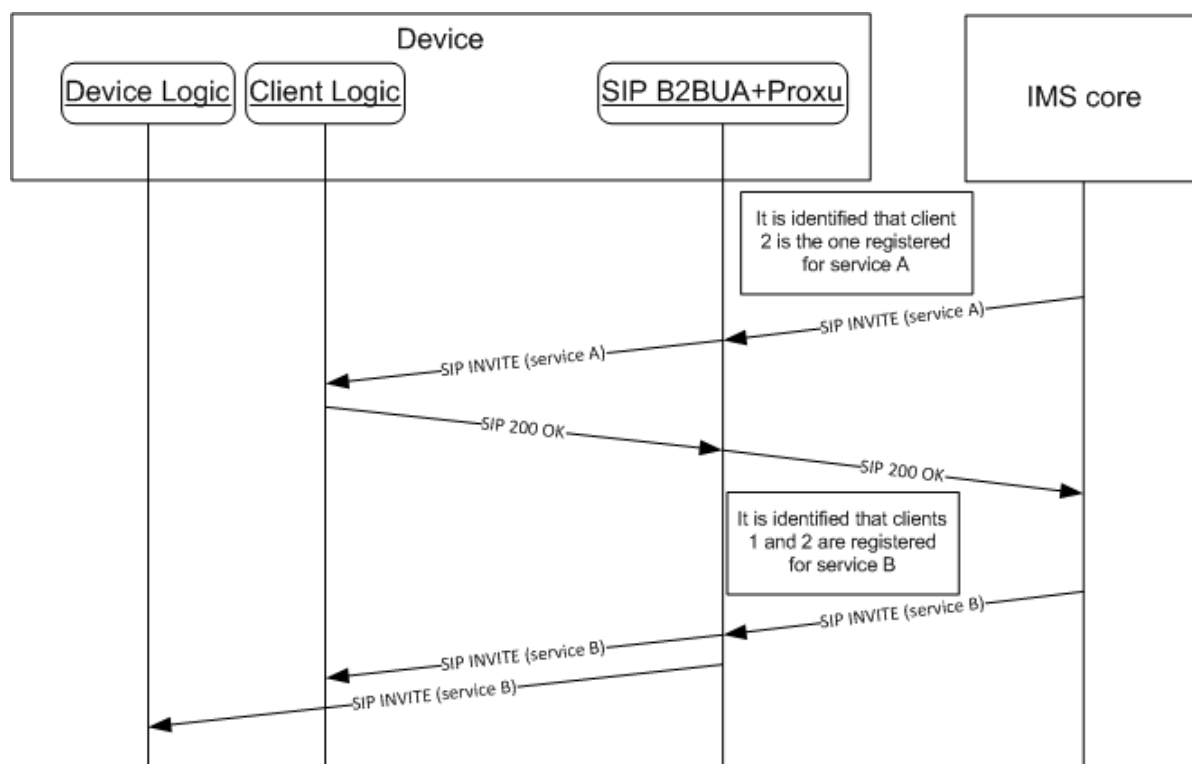 Device
Device Logic
Client Logic
SIP B2BUA+Proxu
IMS core
It is identified that client
2 is the one registered
for service A
SIP INVITE (service A)
SIP INVITE (service A)
SIP 200 OK
SIP 200 OK
It is identified that clients
1 and 2 are registered
for service B
SIP INVITE (service B)
SIP INVITE (service B)
SIP INVITE (service B)